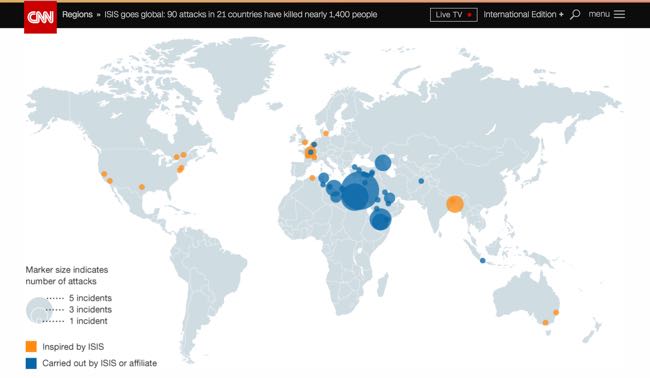 CNN Regions » ISIS goes global: 90 attacks in 21 countries have killed nearly 1,400 people Live TV International Edition + menu
Marker size indicates
number of attacks
5 incidents
3 incidents
1 incident
Inspired by ISIS
Carried out by ISIS or affiliate